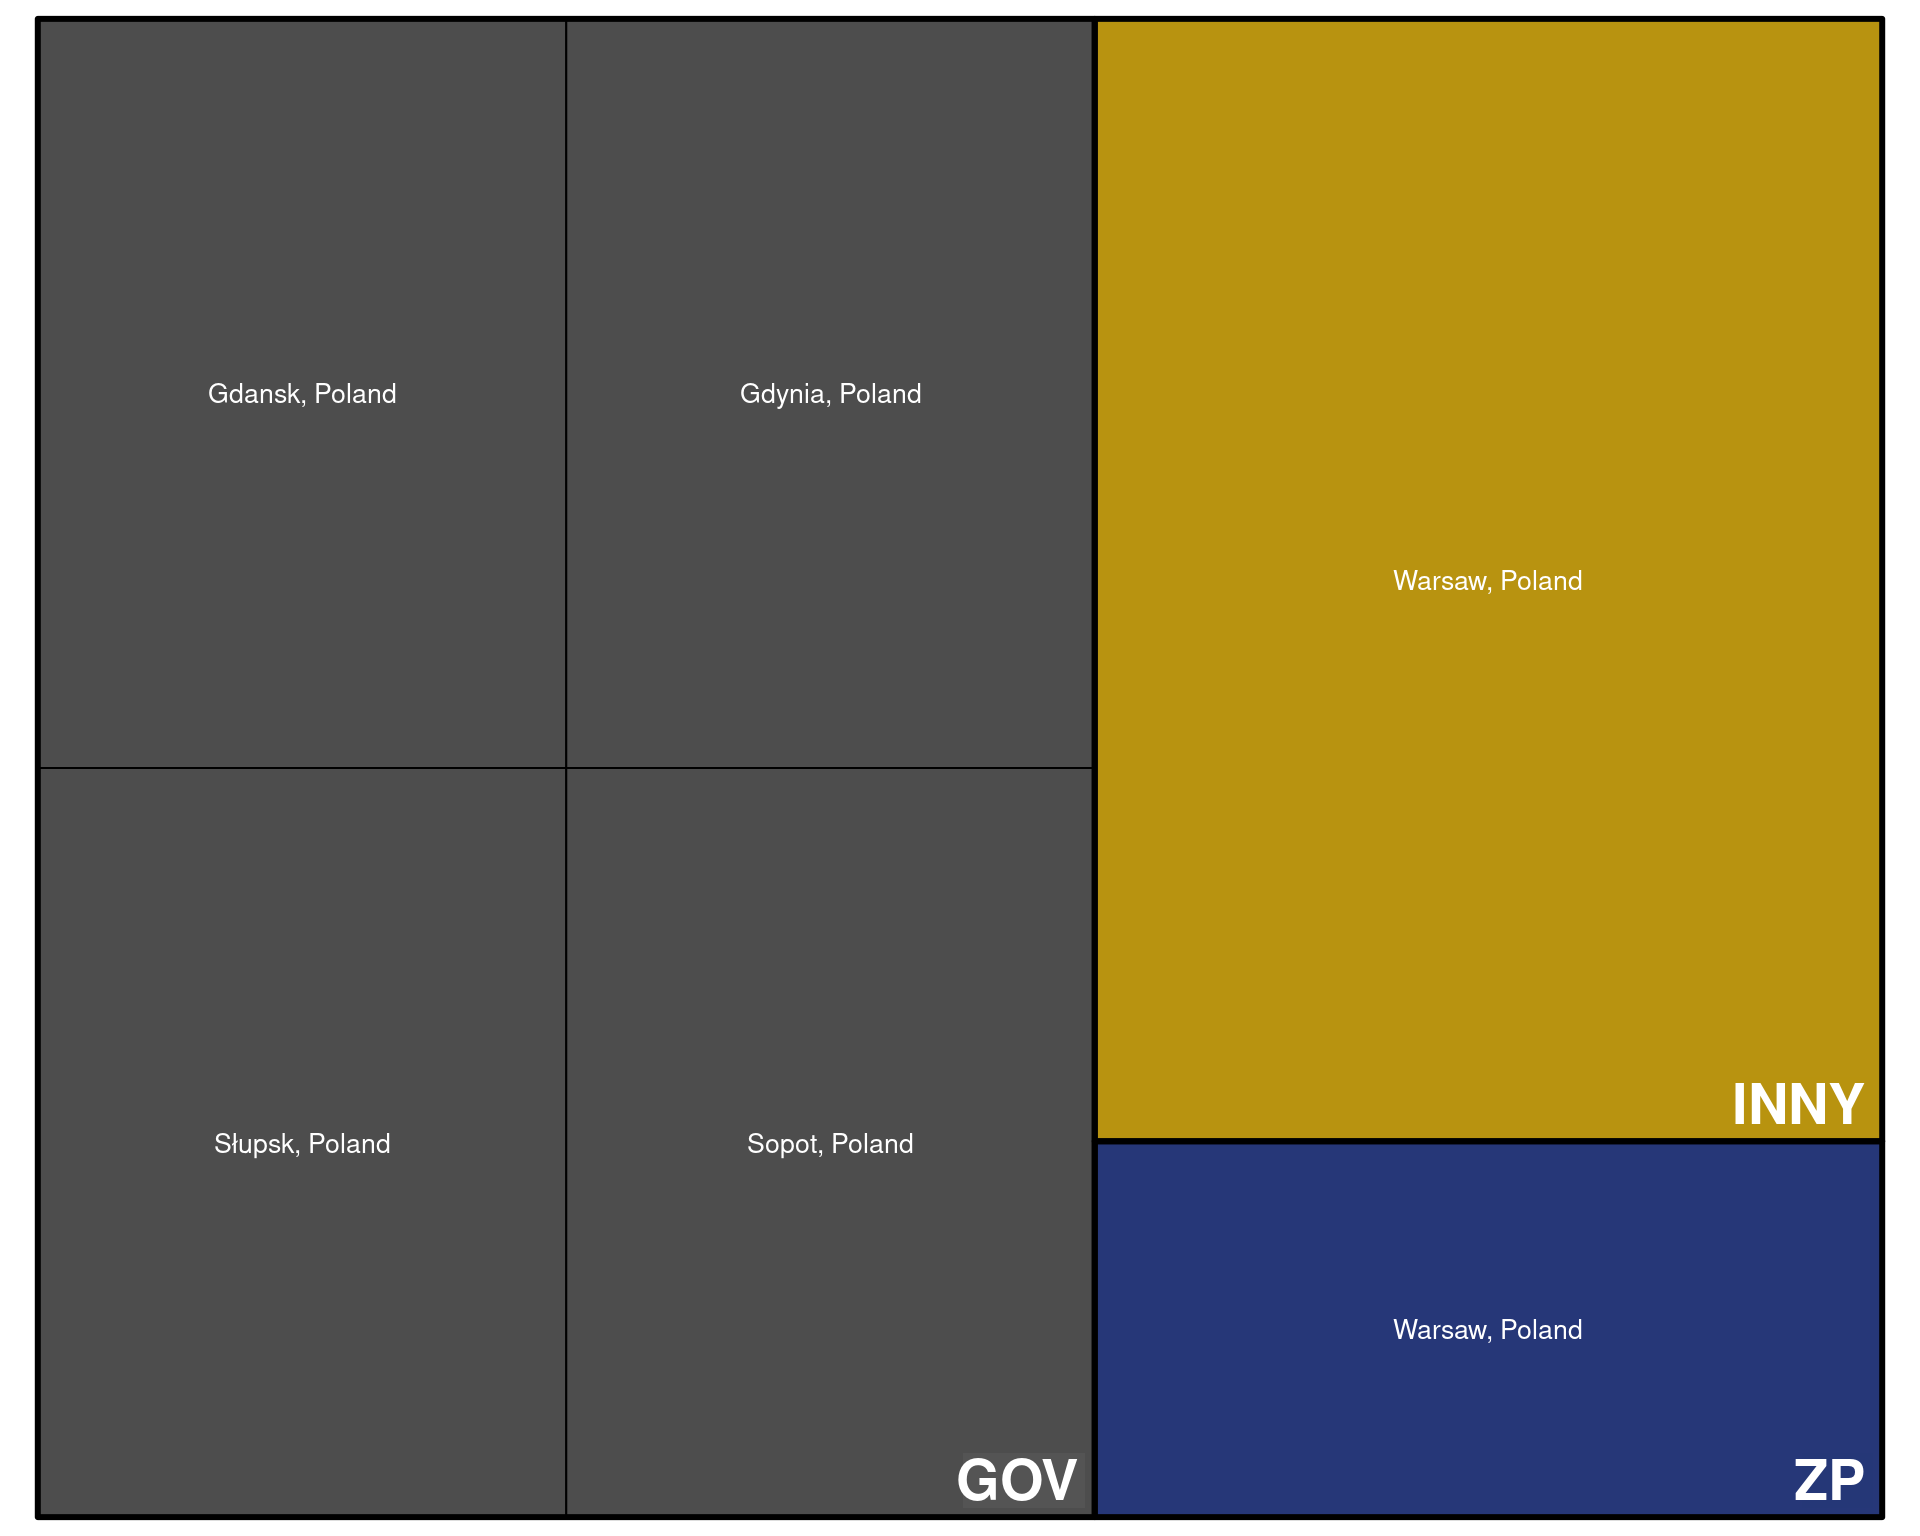 Gdansk, Poland
Gdynia, Poland
Słupsk, Poland
Sopot, Poland
GOV
Warsaw, Poland
INNY
Warsaw, Poland
ZP